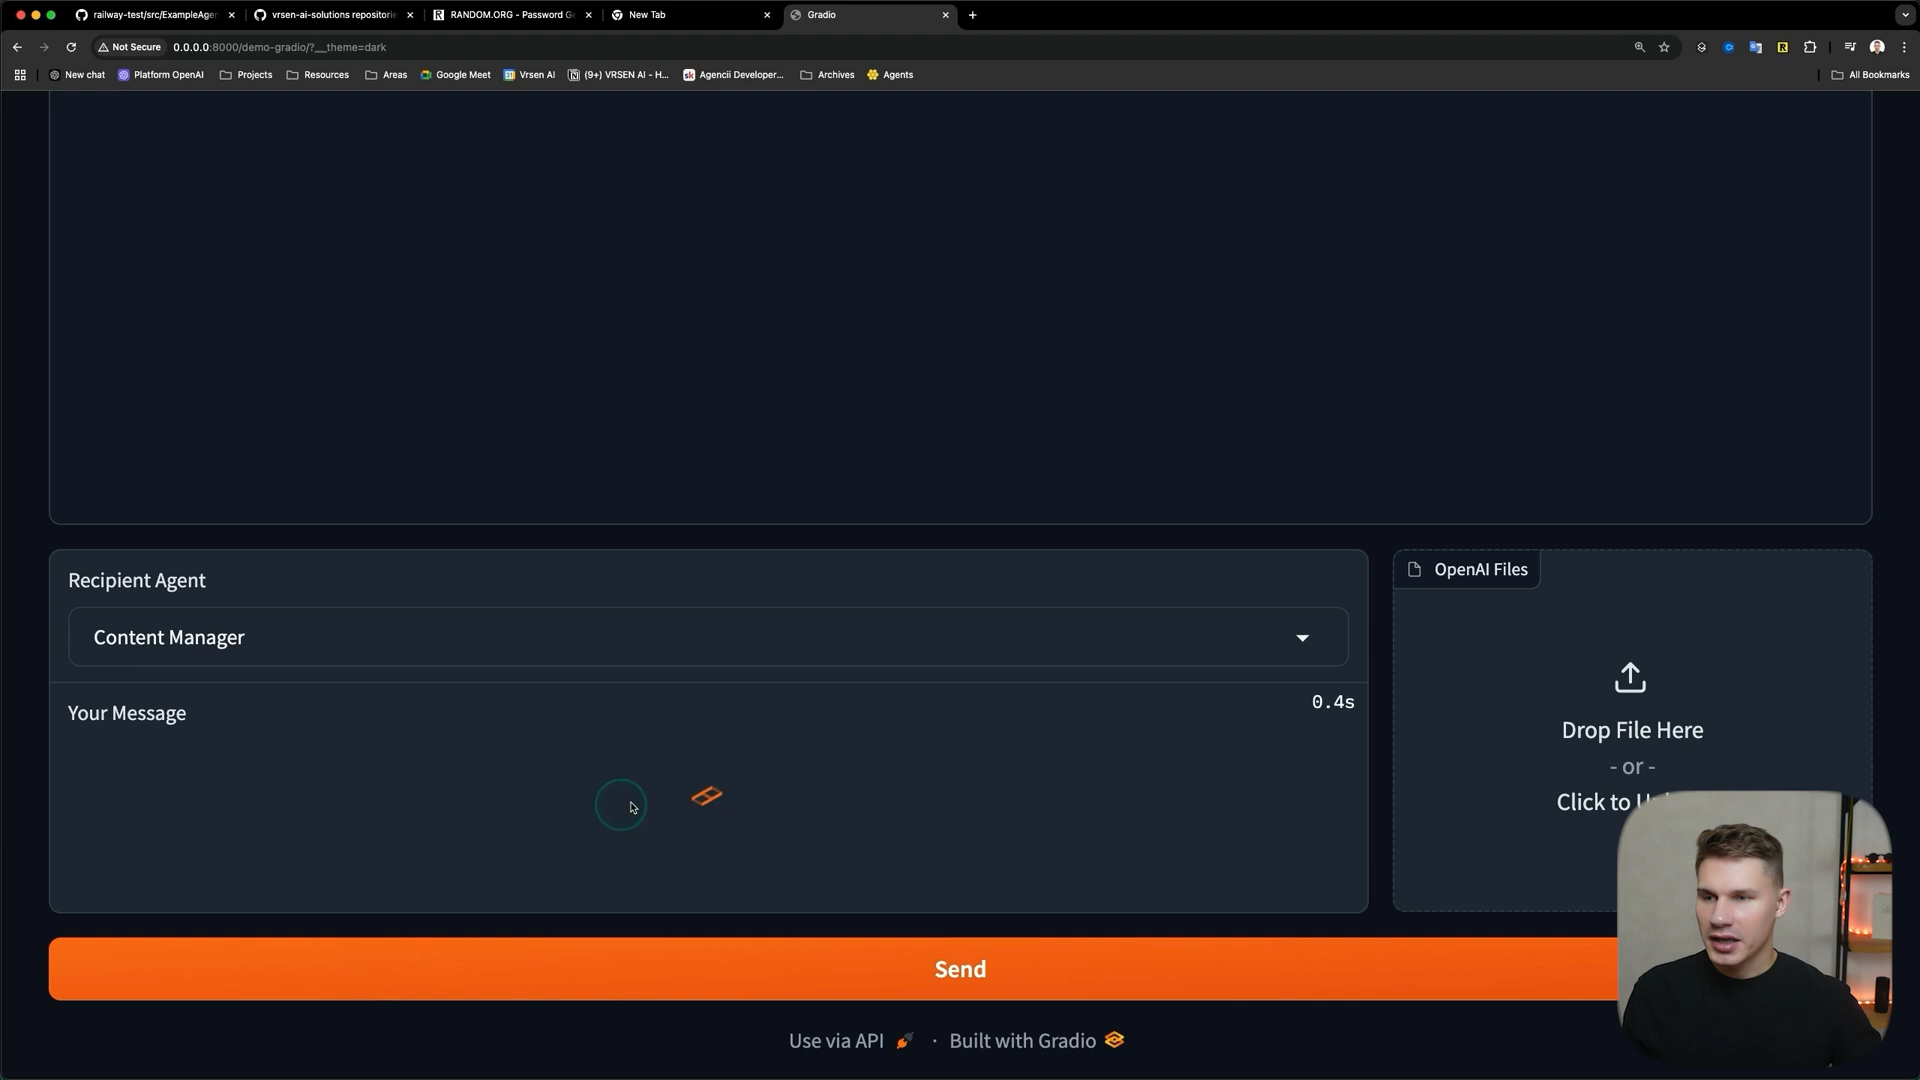 railway-test/src/ExampleAgen
vrsen-ai-solutions repositorie
RANDOM.ORG - Password Ge
New Tab
Gradio
Not Secure
0.0.0.0:8000/demo-gradio/?__theme=dark
New chat
Platform OpenAI
Projects
Resources
Areas
Google Meet
Vrsen AI
(9+) VRSEN AI - H...
Agencii Developer...
Archives
Agents
All Bookmarks
Recipient Agent
Content Manager
Your Message
0.4s
OpenAI Files
Drop File Here
- or -
Click to
Send
Use via API
·
Built with Gradio